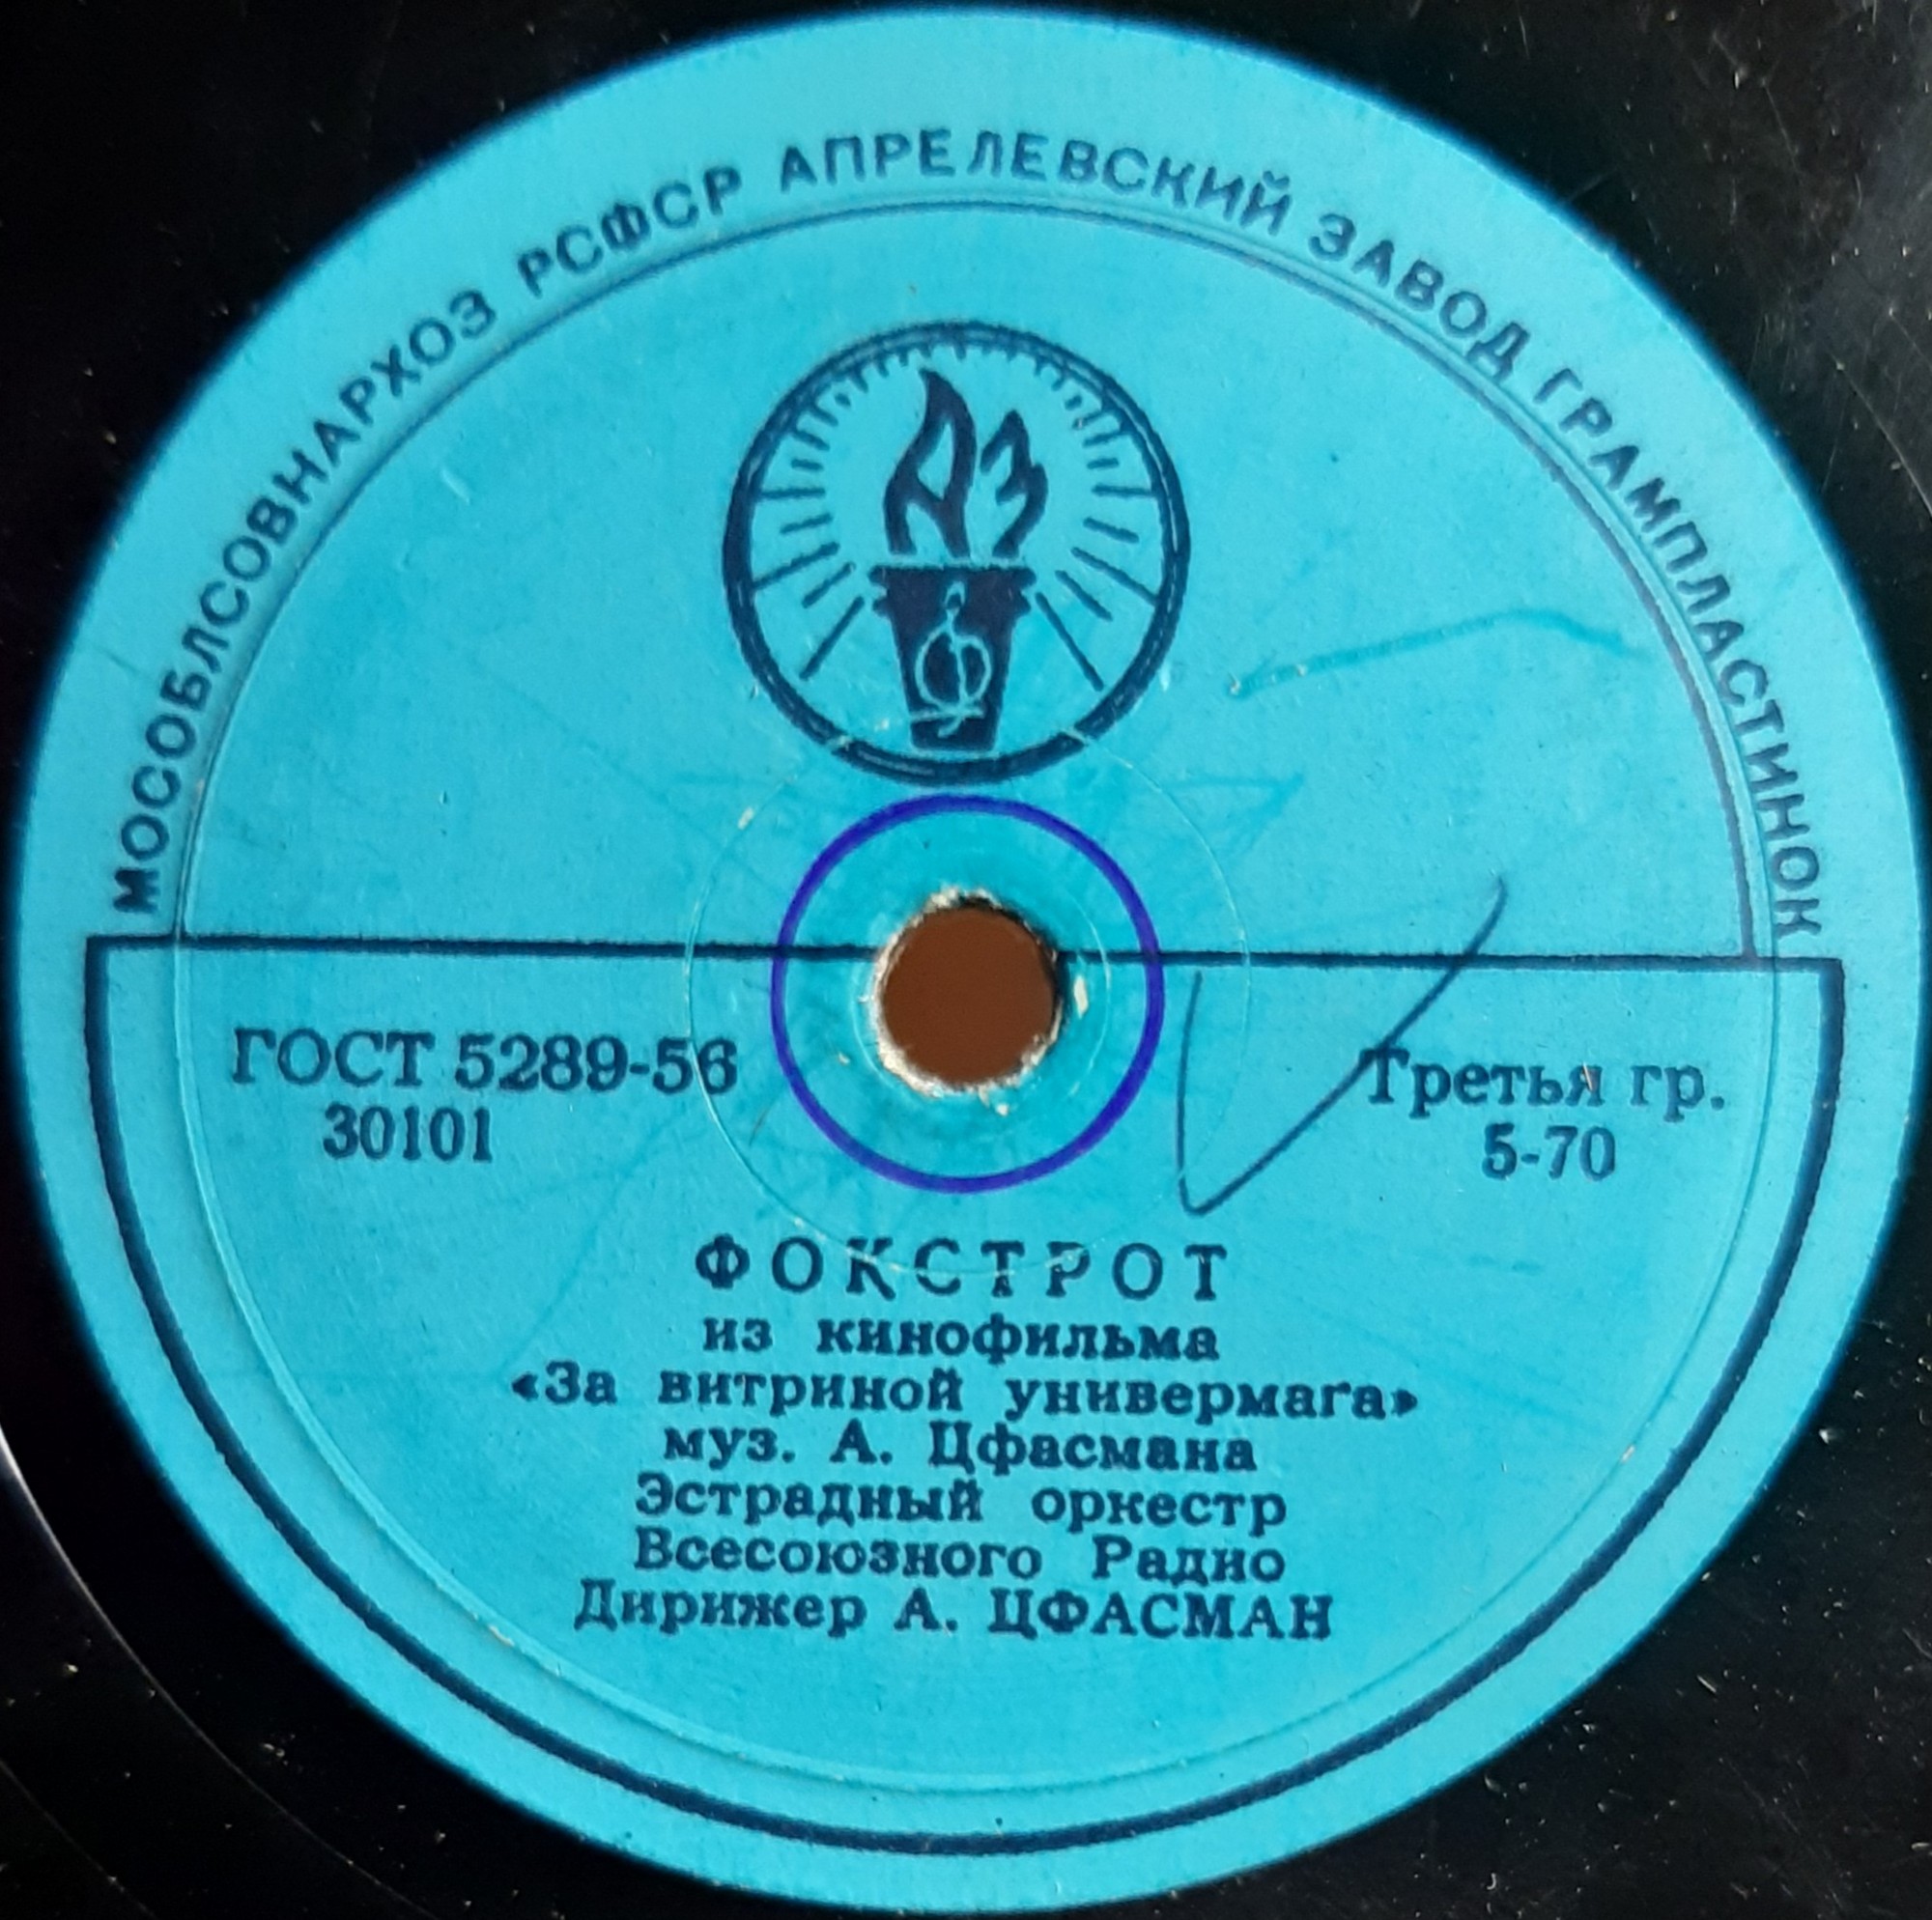 МОСОБЛСОВНАРХОЗ РСФСР АПРЕЛЕВСКИЙ ЗАВОД ГРАМПЛАСТИНОК
АЗ
ГОСТ 5289-56
30101
Третья гр.
5-70
ФОКСТРОТ
из кинофильма
«За витриной универмага»
муз. А. Цфасмана
Эстрадный оркестр
Всесоюзного Радио
Дирижер А. ЦФАСМАН